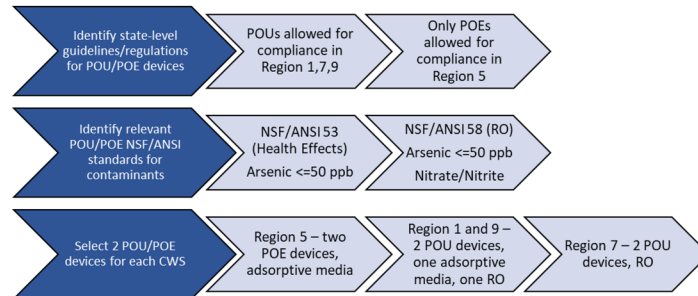 Identify state-level
guidelines/regulations
for POU/POE devices
POUs allowed for
compliance in
Region 1,7,9
Only POEs
allowed for
compliance in
Region 5
Identify relevant
POU/POE NSF/ANSI
standards for
contaminants
NSF/ANSI 53
(Health Effects)
Arsenic <=50 ppb
NSF/ANSI 58 (RO)
Arsenic <=50 ppb
Nitrate/Nitrite
Select 2 POU/POE
devices for each CWS
Region 5 – two
POE devices,
adsorptive media
Region 1 and 9 –
2 POU devices,
one adsorptive
media, one RO
Region 7 – 2 POU
devices, RO